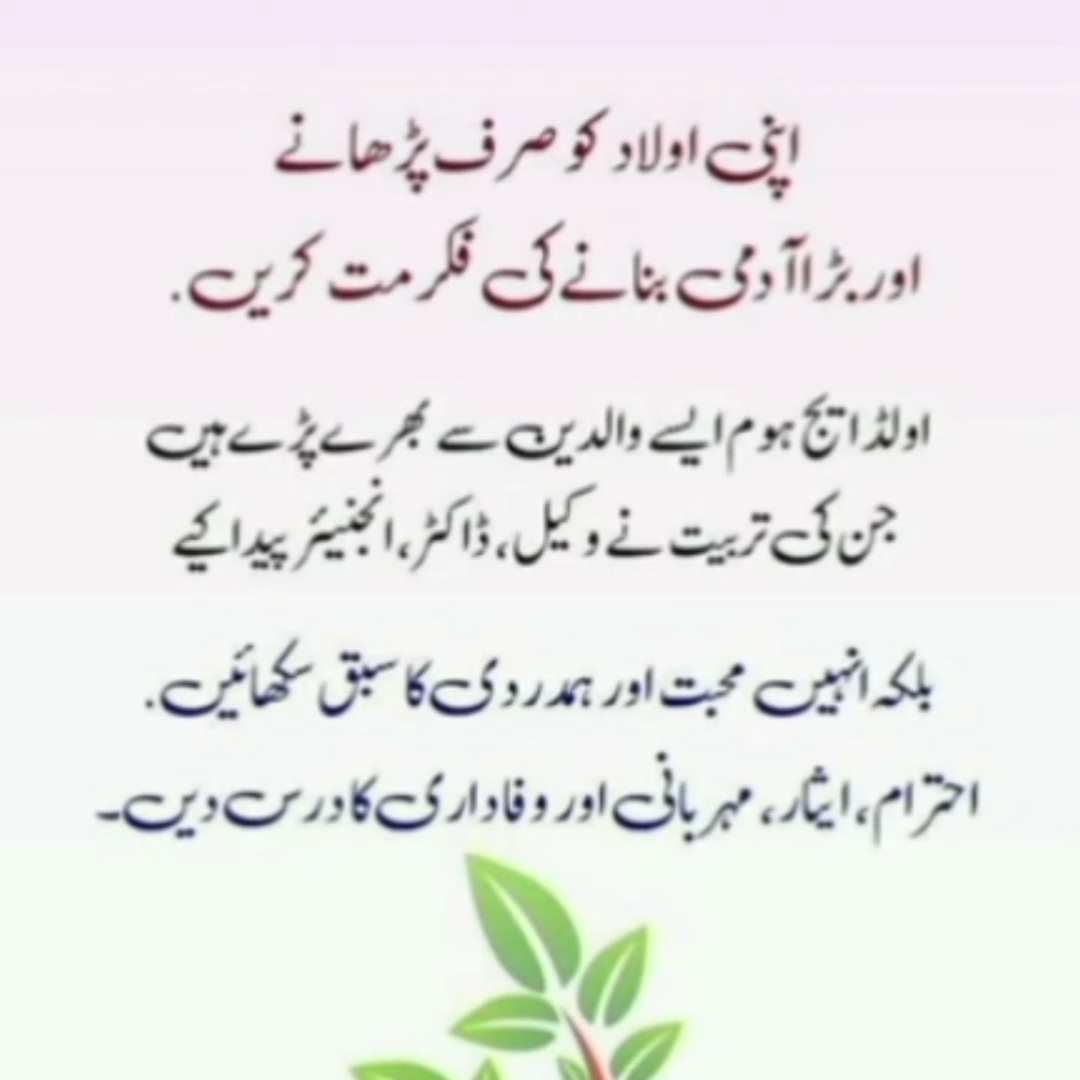 اپنی اولاد کو صرف پڑھانے
اور بڑا آدمی بنانے کی فکر مت کریں.
اولڈ ایج ہوم ایسے والدین سے بھرے پڑے ہیں
جن کی تربیت نے وکیل، ڈاکٹر، انجنیئر پیدا کیے
بلکہ انہیں محبت اور ہمدردی کا سبق سکھائیں.
احترام، ایثار، مہربانی اور وفاداری کا درس دیں۔